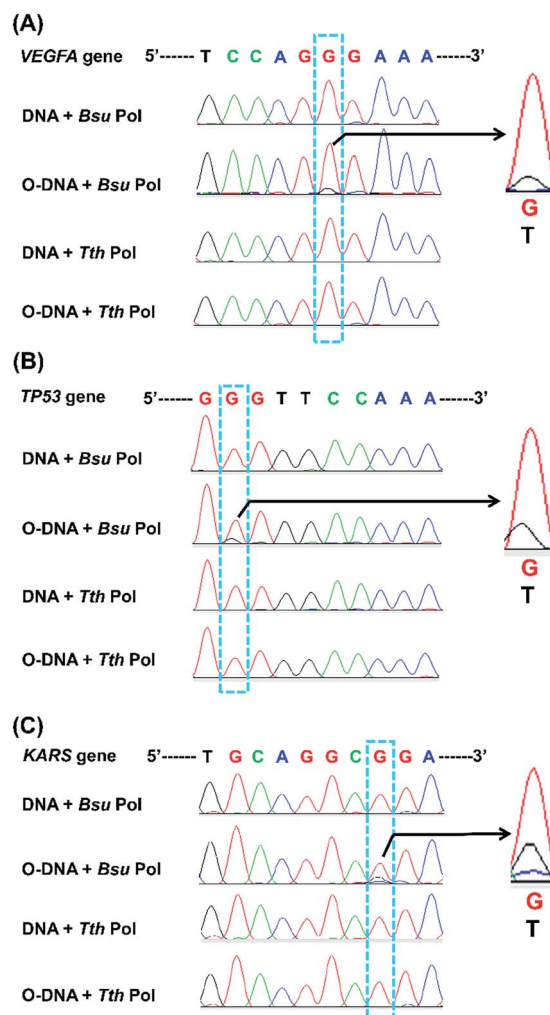 (A)
VEGFA gene 5’------ T C C A G G G A A A ------3’
DNA + Bsu Pol
O-DNA + Bsu Pol
G
T
DNA + Tth Pol
O-DNA + Tth Pol
(B)
TP53 gene 5’------ G G G T T C C A A A ------3’
DNA + Bsu Pol
O-DNA + Bsu Pol
G
T
DNA + Tth Pol
O-DNA + Tth Pol
(C)
KARS gene 5’------ T G C A G G C G G A ------3’
DNA + Bsu Pol
O-DNA + Bsu Pol
G
T
DNA + Tth Pol
O-DNA + Tth Pol